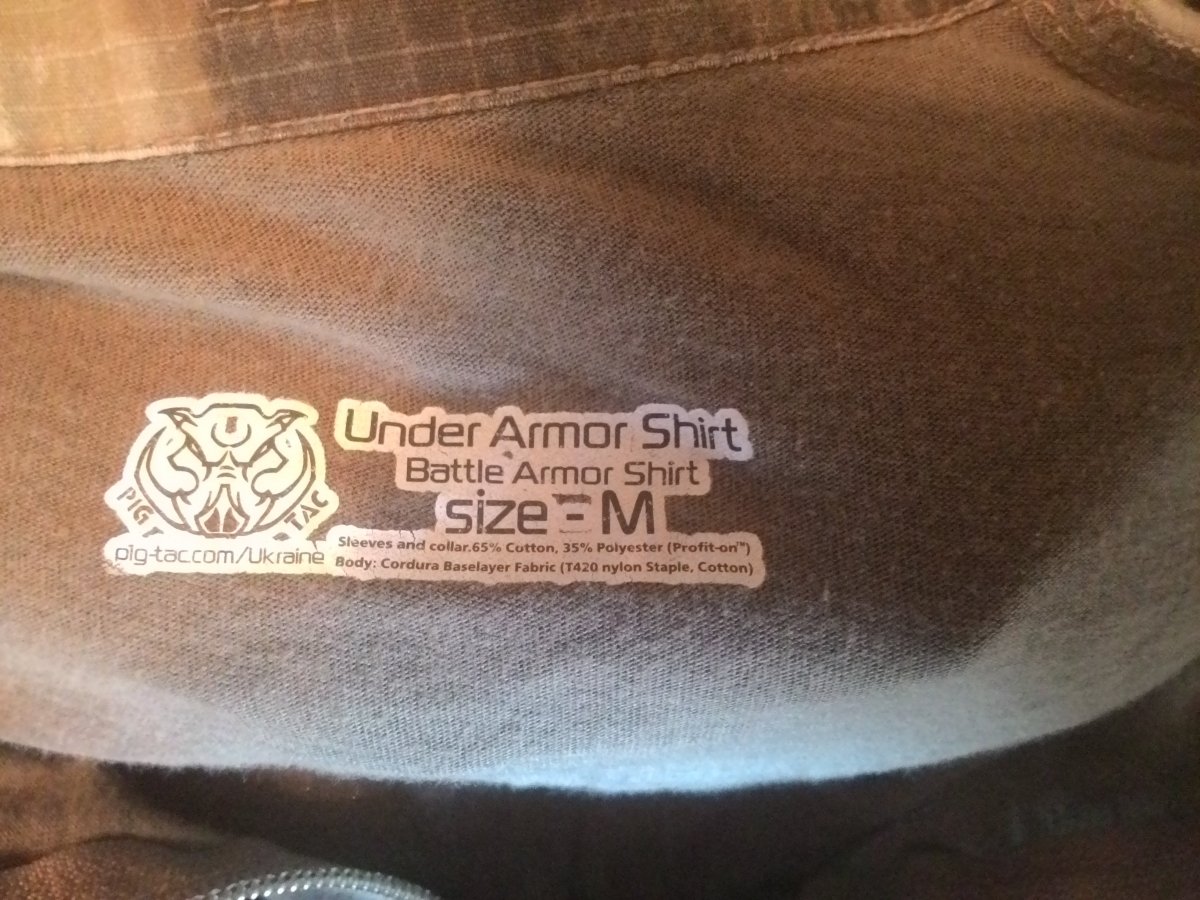 PIG TAC
pig-tac.com/Ukraine
Under Armor Shirt
Battle Armor Shirt
size = M
Sleeves and collar.65% Cotton, 35% Polyester (Profit-on™)
Body: Cordura Baselayer Fabric (T420 nylon Staple, Cotton)